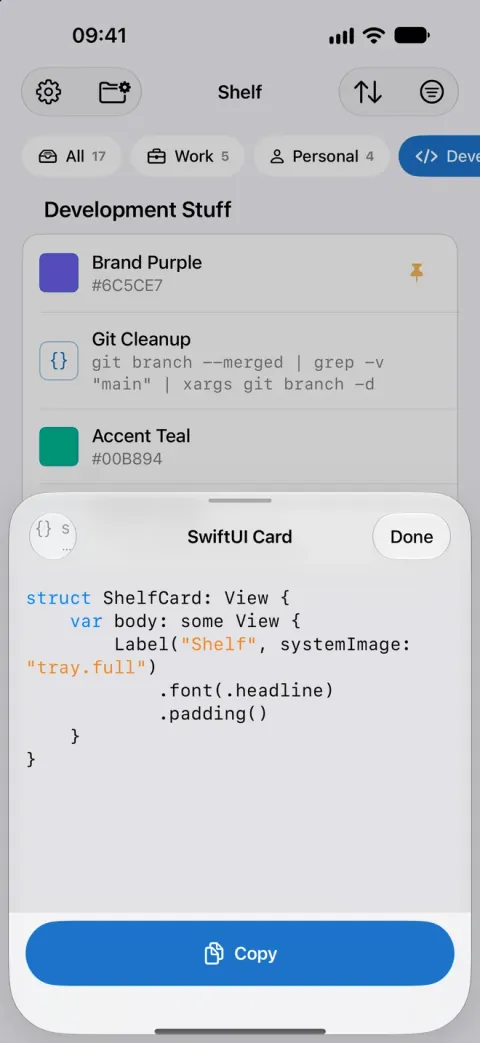 09:41
Shelf
All 17
Work 5
Personal 4
</> Deve
Development Stuff
Brand Purple
#6C5CE7
{} Git Cleanup
git branch --merged | grep -v
"main" | xargs git branch -d
Accent Teal
#00B894
{} S
...
SwiftUI Card
Done
struct ShelfCard: View {
    var body: some View {
        Label("Shelf", systemImage:
"tray.full")
            .font(.headline)
            .padding()
    }
}
Copy